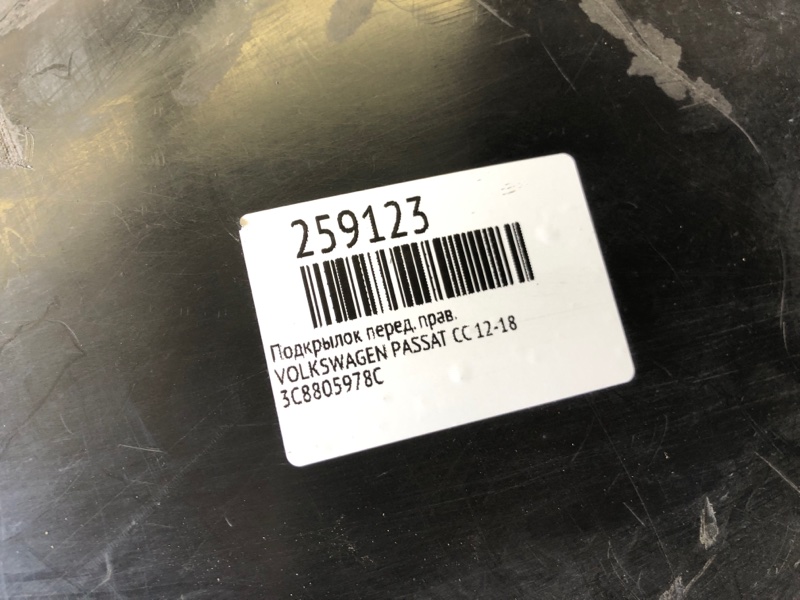 259123
Подкрылок перед. прав.
VOLKSWAGEN PASSAT CC 12-18
3C8805978C